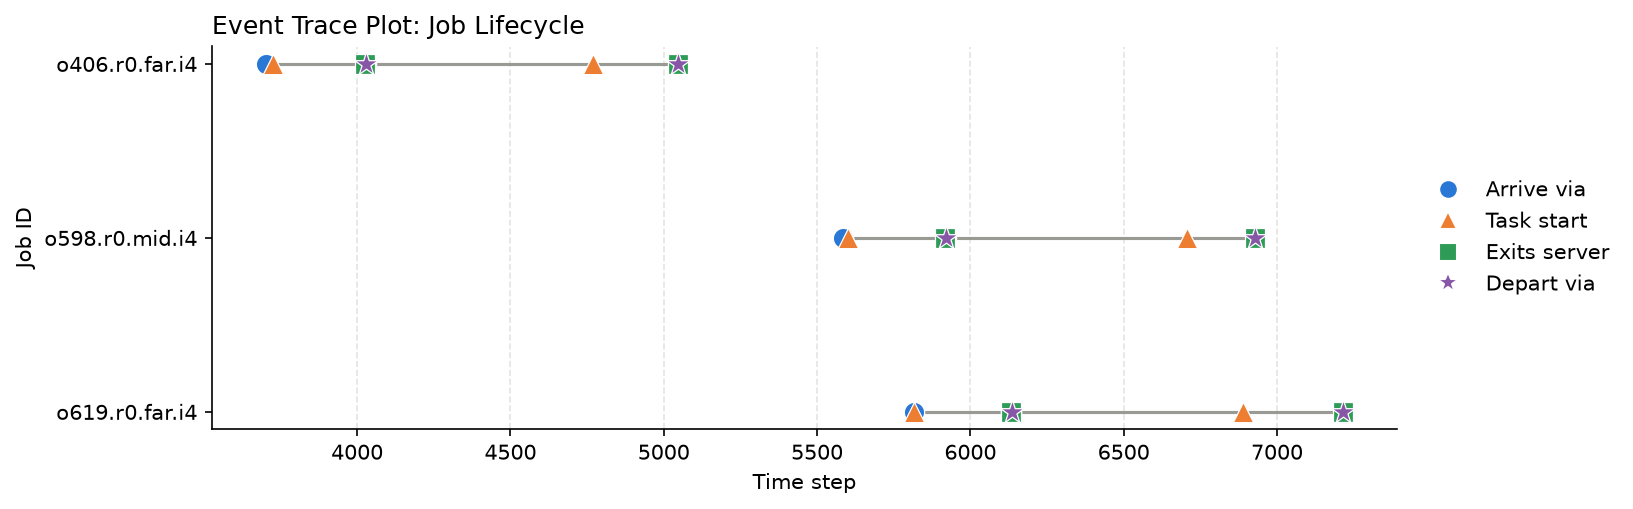 Event Trace Plot: Job Lifecycle
Job ID
o406.r0.far.i4
o598.r0.mid.i4
o619.r0.far.i4
4000 4500 5000 5500 6000 6500 7000
Time step
Arrive via
Task start
Exits server
Depart via